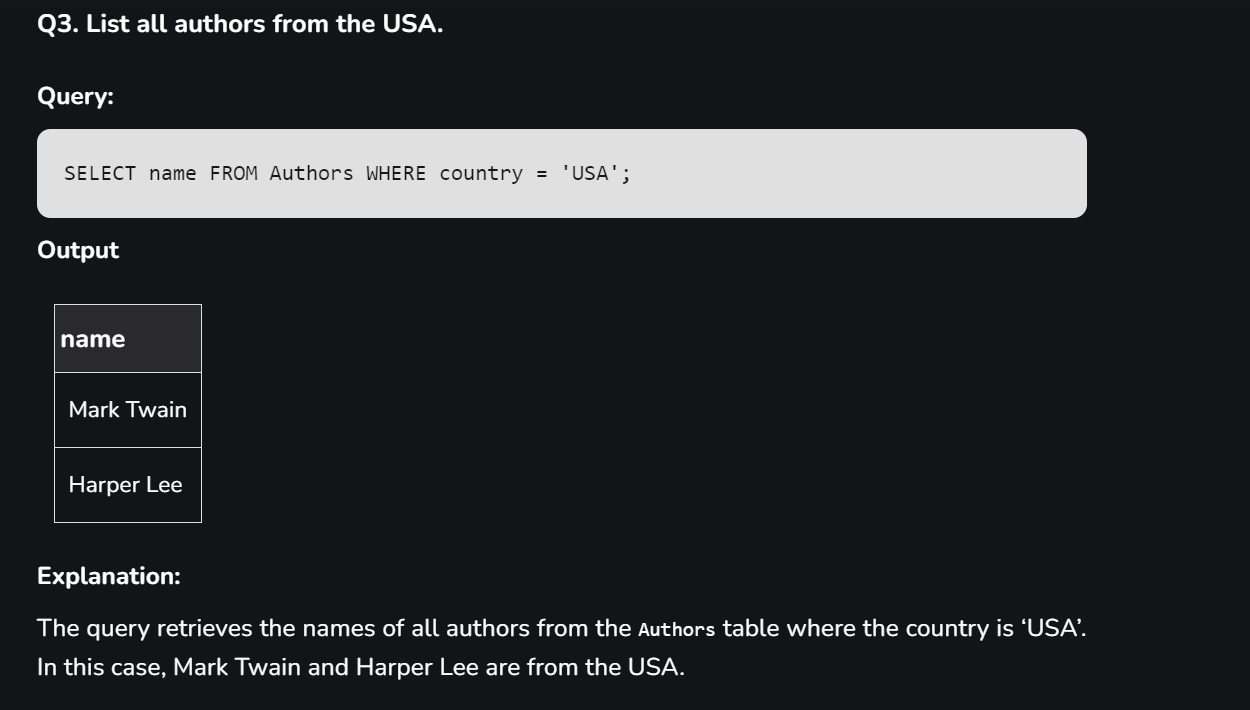 Q3. List all authors from the USA.
Query:
SELECT name FROM Authors WHERE country = 'USA';
Output
name
Mark Twain
Harper Lee
Explanation:
The query retrieves the names of all authors from the Authors table where the country is ‘USA’.
In this case, Mark Twain and Harper Lee are from the USA.